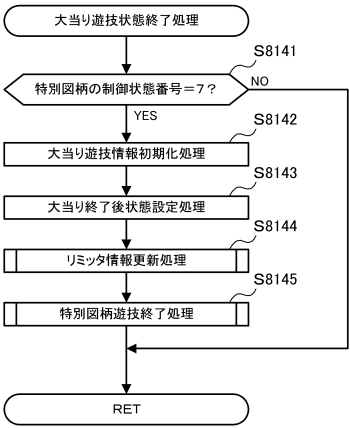 大当り遊技状態終了処理
S8141
特別図柄の制御状態番号＝7？
NO
YES
S8142
大当り遊技情報初期化処理
S8143
大当り終了後状態設定処理
S8144
リミッタ情報更新処理
S8145
特別図柄遊技終了処理
RET